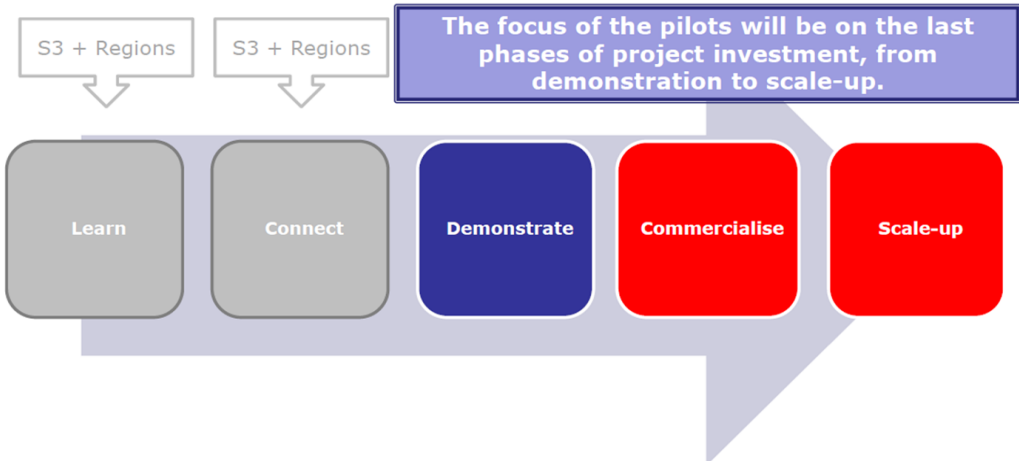 S3 + Regions
S3 + Regions
The focus of the pilots will be on the last
phases of project investment, from
demonstration to scale-up.
Learn
Connect
Demonstrate
Commercialise
Scale-up